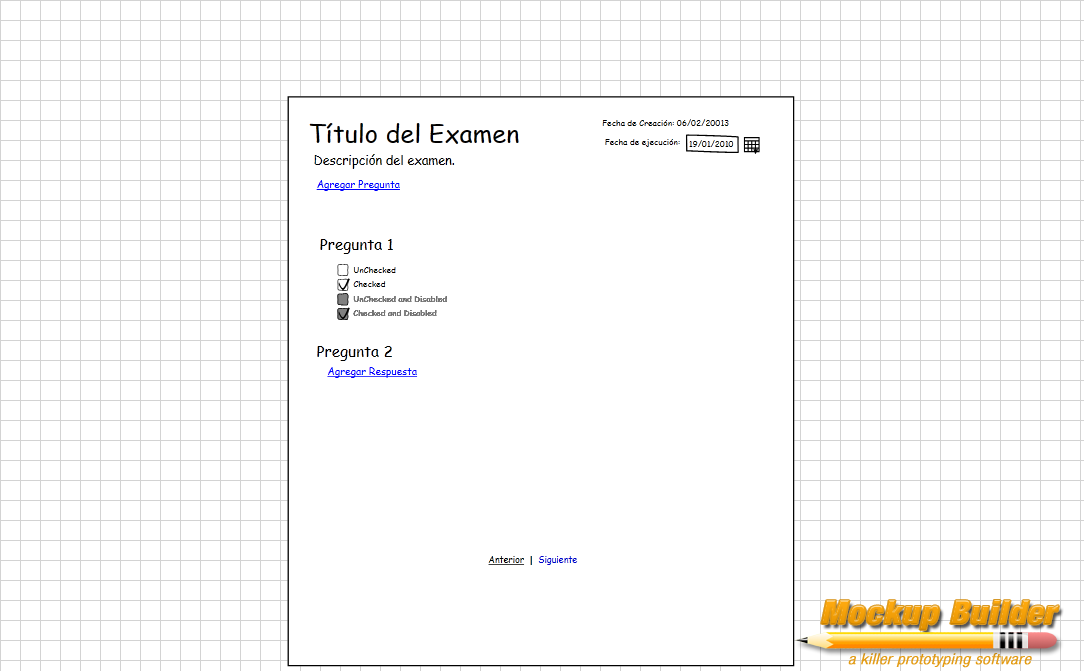 Título del Examen
Fecha de Creación: 06/02/20013
Fecha de ejecución: 19/01/2010
Descripción del examen.
Agregar Pregunta
Pregunta 1
UnChecked
Checked
UnChecked and Disabled
Checked and Disabled
Pregunta 2
Agregar Respuesta
Anterior | Siguiente
Mockup Builder
a killer prototyping software